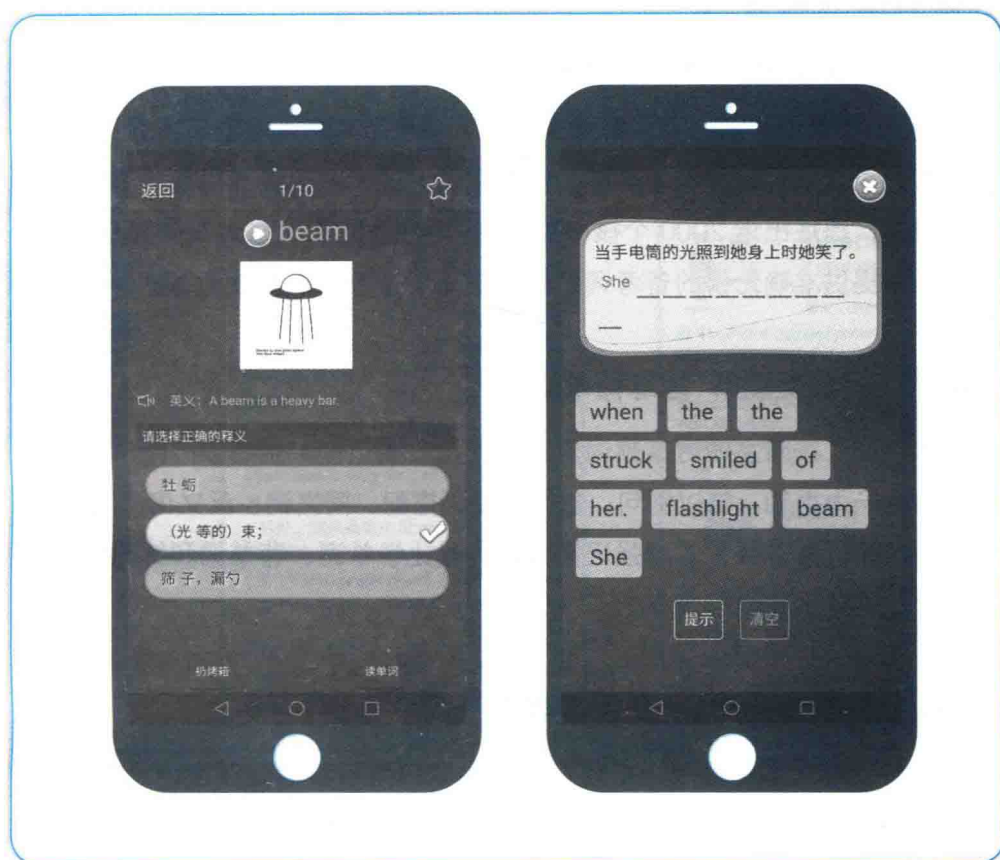 返回 1/10
beam
英义: A beam is a heavy bar.
请选择正确的释义
牡 蛎
（光 等的）束；
筛 子，漏勺
扔烤箱 读单词
当手电筒的光照到她身上时她笑了。
She
when the the
struck smiled of
her. flashlight beam
She
提示 清空